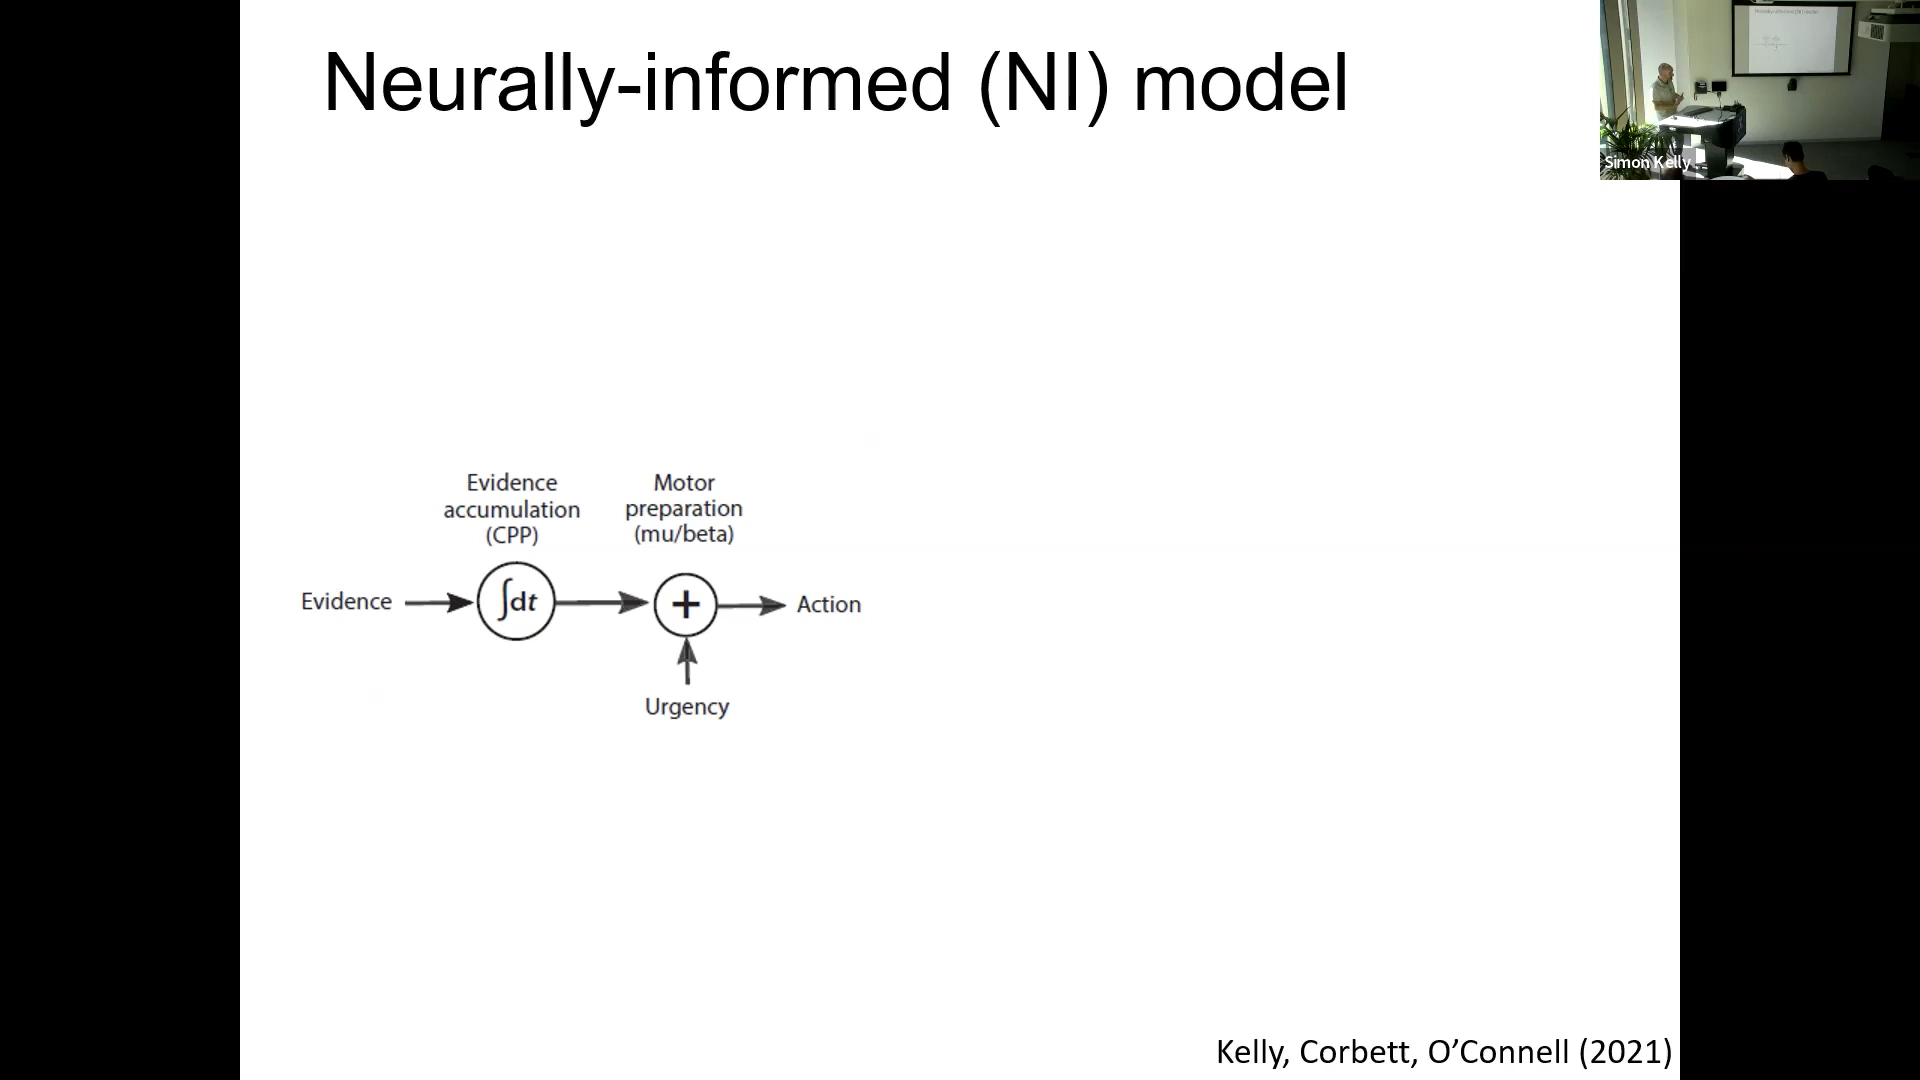 Neurally-informed (NI) model
Simon Kelly
Evidence
accumulation
(CPP)
Motor
preparation
(mu/beta)
Evidence
∫dt
+
Action
Urgency
Kelly, Corbett, O’Connell (2021)